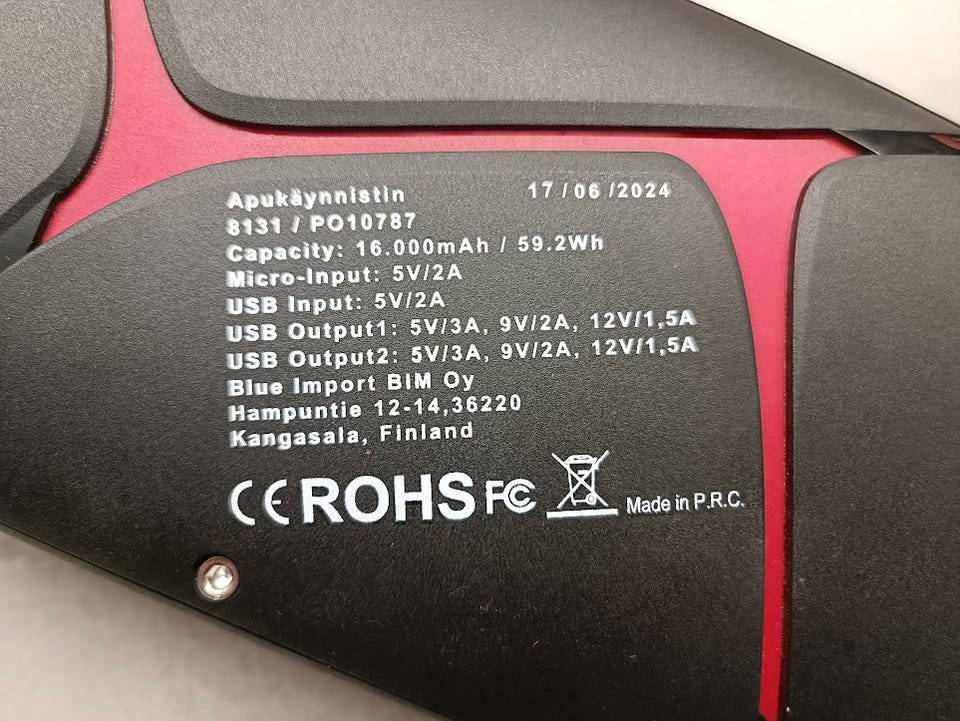 Apukäynnistin 17 / 06 /2024
8131 / PO10787
Capacity: 16.000mAh / 59.2Wh
Micro-Input: 5V/2A
USB Input: 5V/2A
USB Output1: 5V/3A, 9V/2A, 12V/1,5A
USB Output2: 5V/3A, 9V/2A, 12V/1,5A
Blue Import BIM Oy
Hampuntie 12-14,36220
Kangasala, Finland
CE ROHS FC Made in P.R.C.